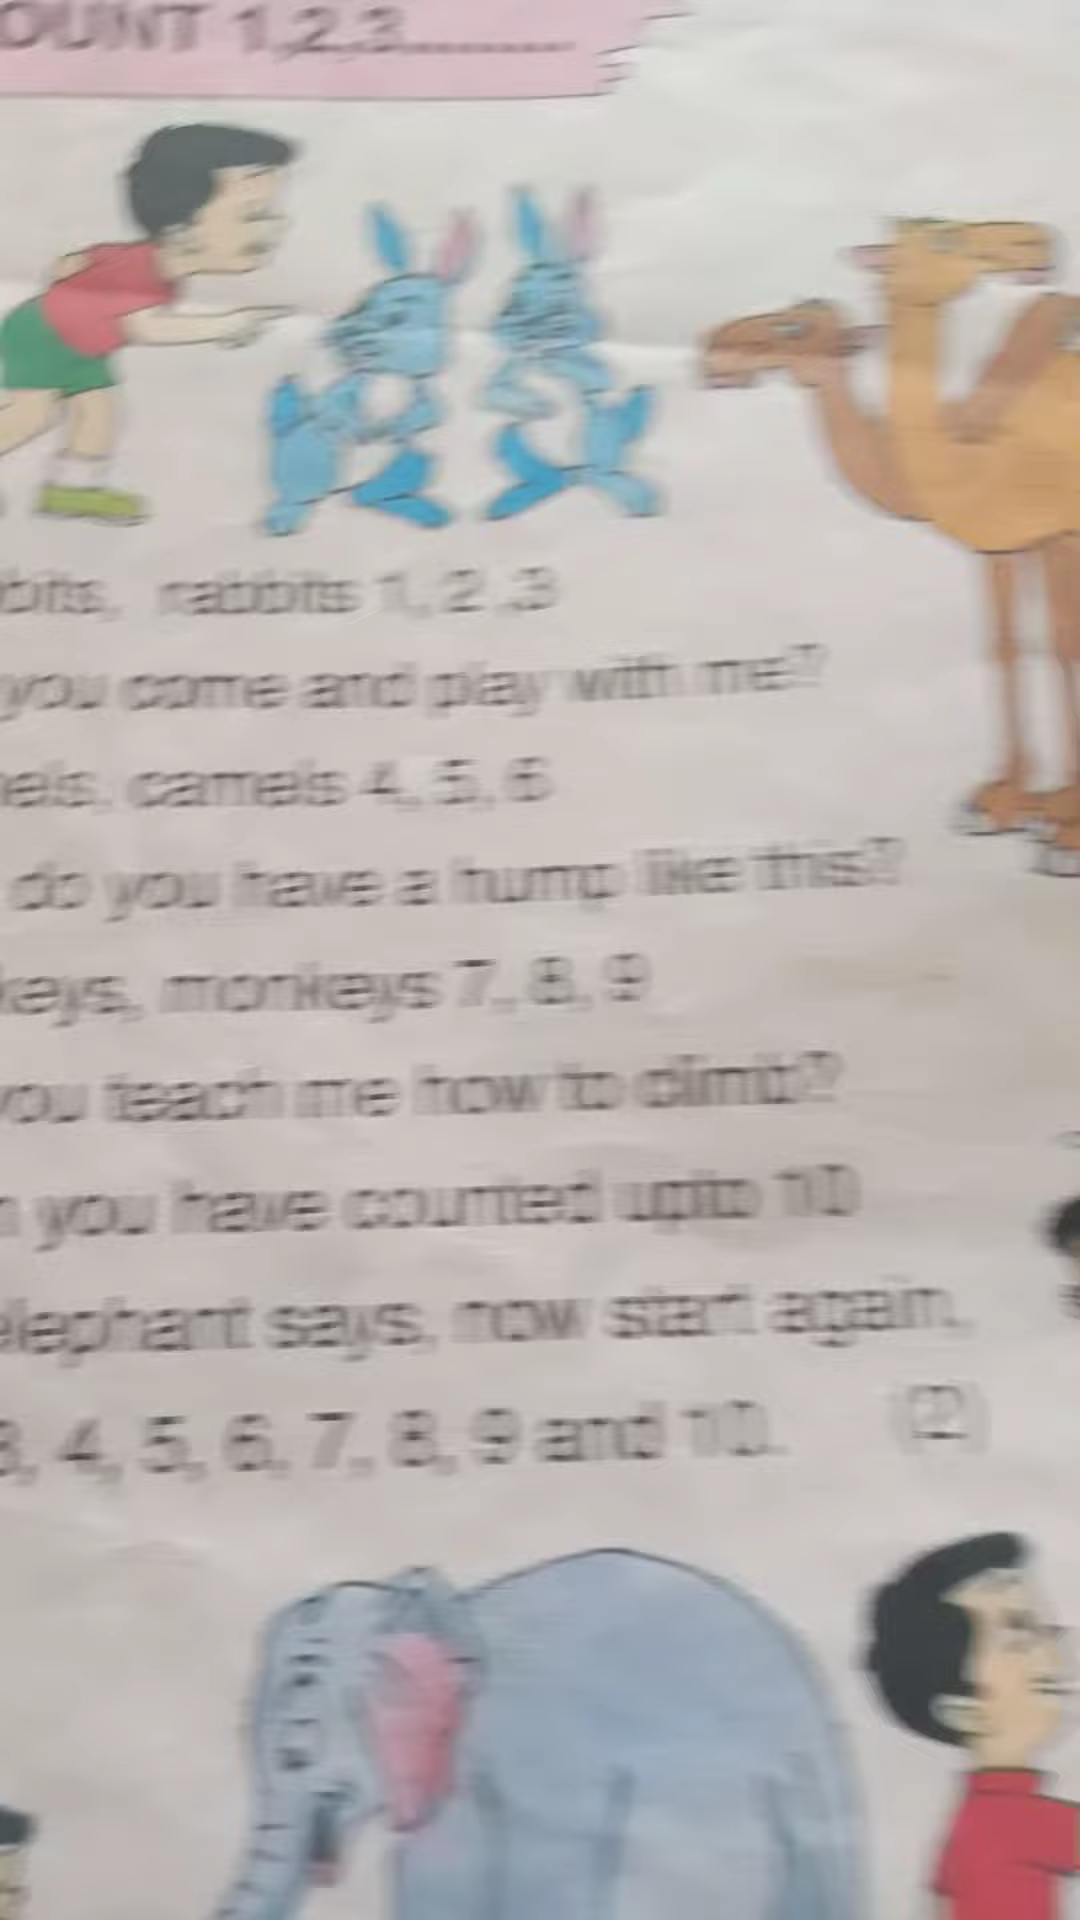 OUNT 1,2,3.........
bits, rabbits 1, 2 ,3
you come and play with me?
els, camels 4, 5, 6
do you have a hump like this?
keys, monkeys 7, 8, 9
you teach me how to climb?
n you have counted upto 10
elephant says, now start again.
3, 4, 5, 6, 7, 8, 9 and 10. (2)